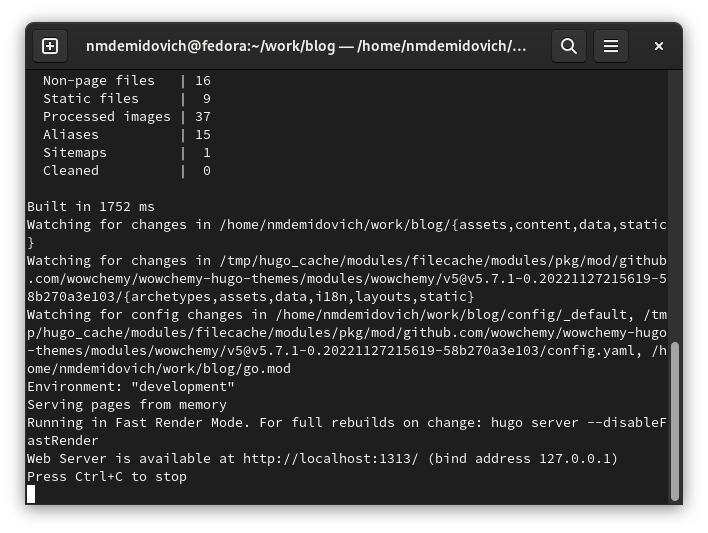 nmdemidovich@fedora:~/work/blog — /home/nmdemidovich/...
Non-page files | 16
Static files | 9
Processed images | 37
Aliases | 15
Sitemaps | 1
Cleaned | 0
Built in 1752 ms
Watching for changes in /home/nmdemidovich/work/blog/{assets,content,data,static
}
Watching for changes in /tmp/hugo_cache/modules/filecache/modules/pkg/mod/github
.com/wowchemy/wowchemy-hugo-themes/modules/wowchemy/v5@v5.7.1-0.20221127215619-5
8b270a3e103/{archetypes,assets,data,i18n,layouts,static}
Watching for config changes in /home/nmdemidovich/work/blog/config/_default, /tm
p/hugo_cache/modules/filecache/modules/pkg/mod/github.com/wowchemy/wowchemy-hugo
-themes/modules/wowchemy/v5@v5.7.1-0.20221127215619-58b270a3e103/config.yaml, /h
ome/nmdemidovich/work/blog/go.mod
Environment: "development"
Serving pages from memory
Running in Fast Render Mode. For full rebuilds on change: hugo server --disableF
astRender
Web Server is available at http://localhost:1313/ (bind address 127.0.0.1)
Press Ctrl+C to stop